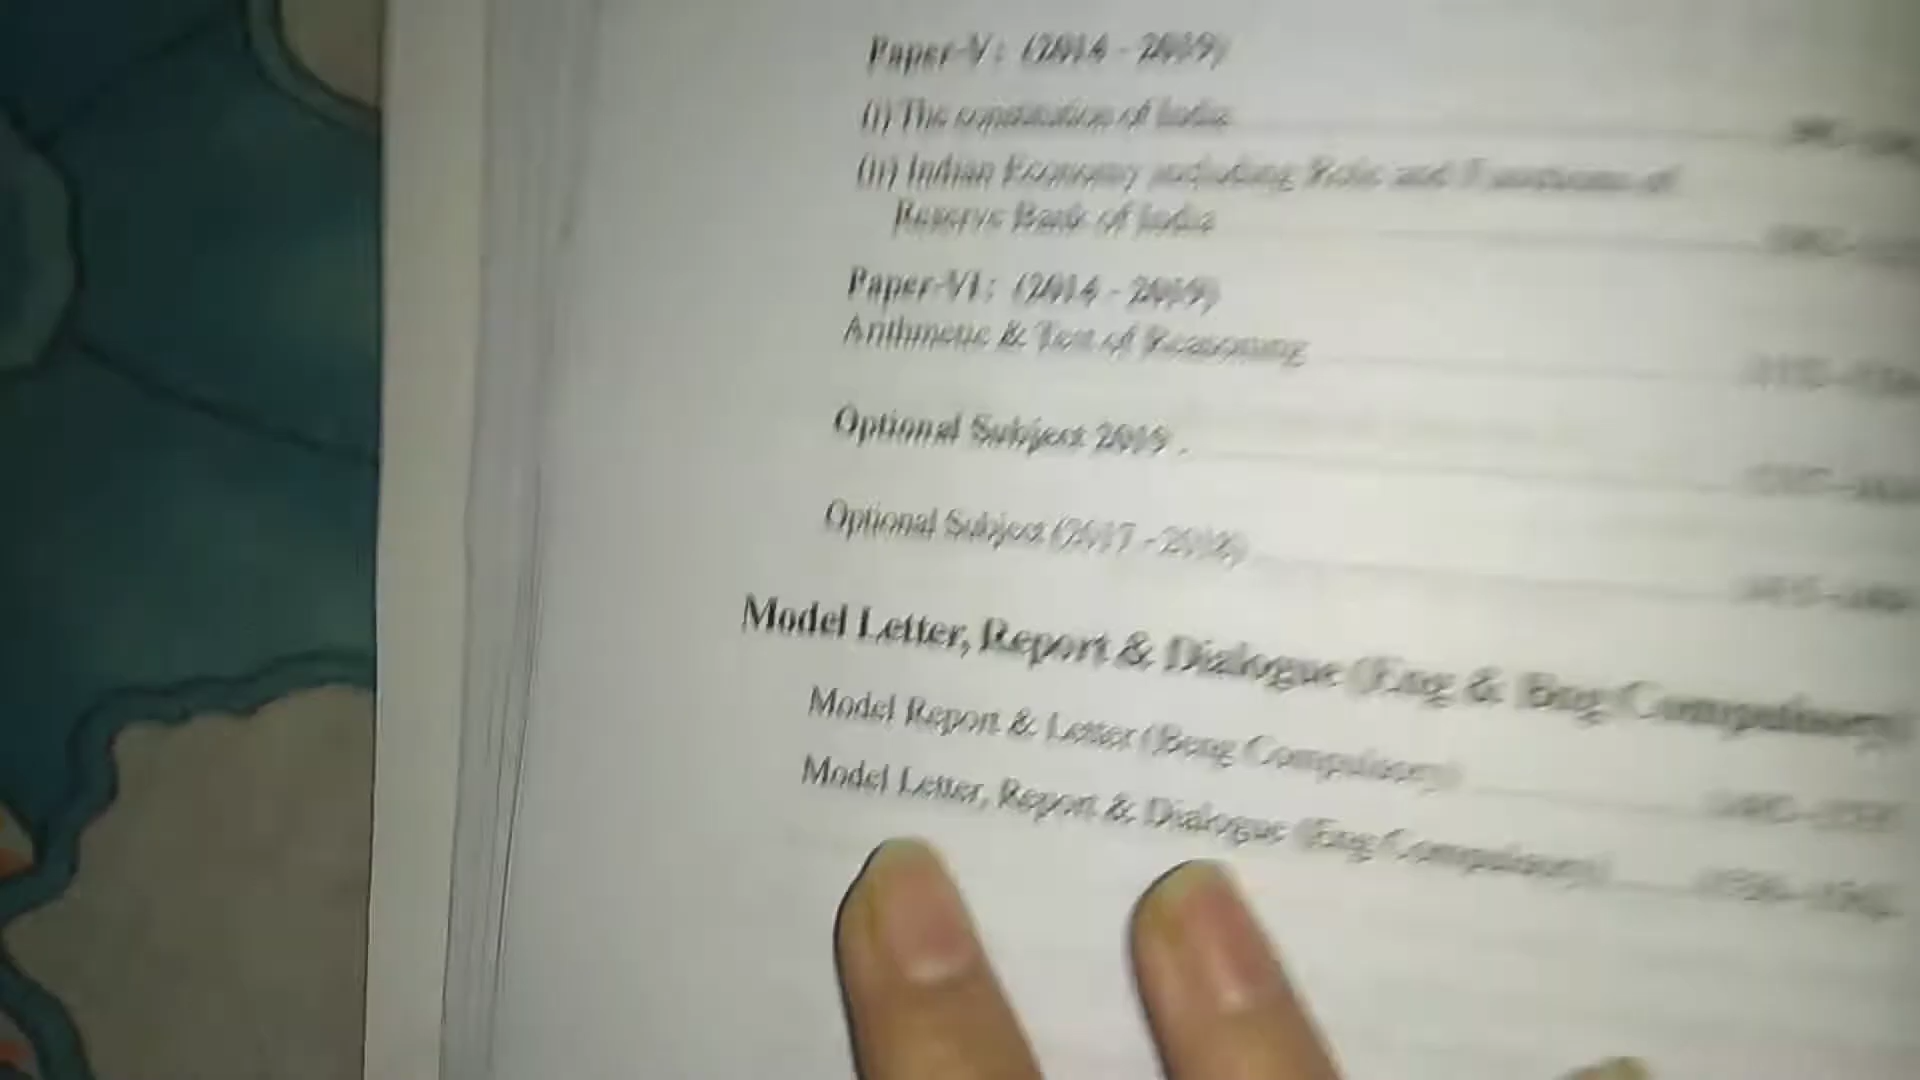 Paper-V: (2014 - 2019)
(i) The constitution of India
(ii) Indian Economy including Role and Functions of
Reserve Bank of India
Paper-VI: (2014 - 2019)
Arithmetic & Test of Reasoning
Optional Subject 2019
Optional Subject (2017 - 2018)
Model Letter, Report & Dialogue (Eng & Bng Compulsory)
Model Report & Letter (Beng Compulsory)
Model Letter, Report & Dialogue (Eng Compulsory)